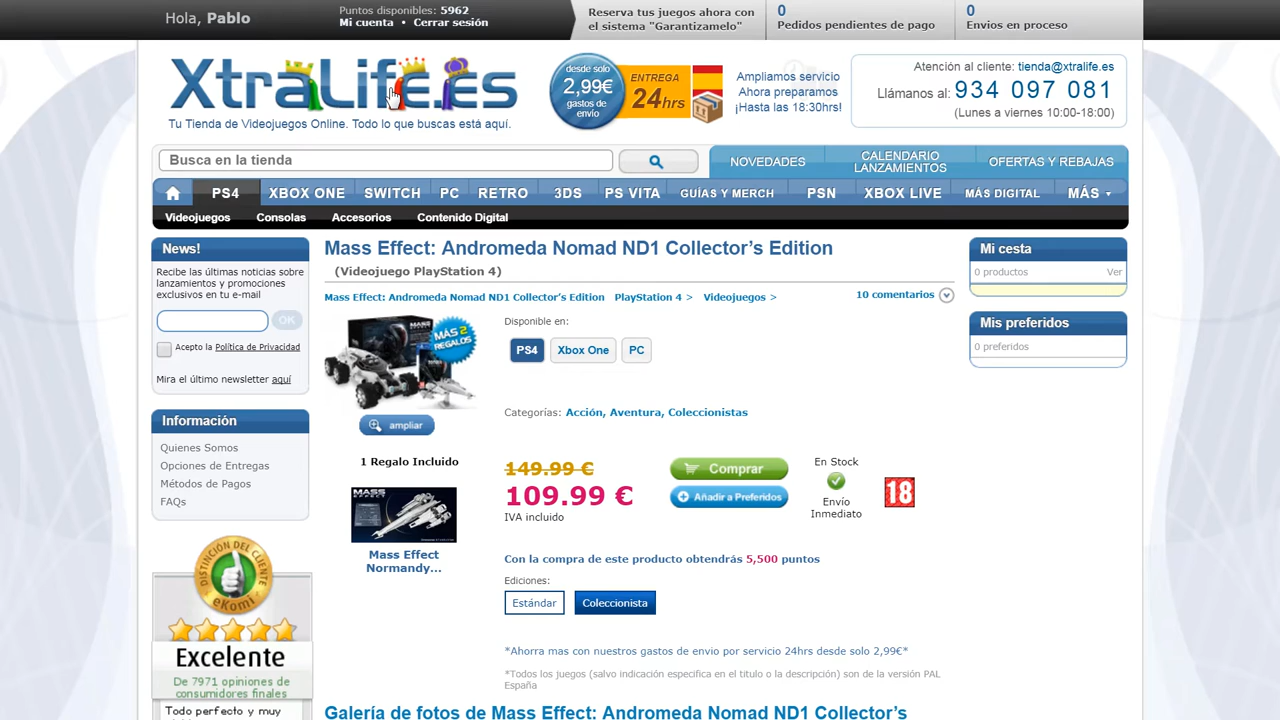 Hola, Pablo
Puntos disponibles: 5962
Mi cuenta • Cerrar sesión
Reserva tus juegos ahora con
el sistema "Garantizamelo"
0
Pedidos pendientes de pago
0
Envios en proceso
XtraLife.es
Tu Tienda de Videojuegos Online. Todo lo que buscas está aquí.
desde solo
2,99€
gastos de
envio
ENTREGA
24hrs
Ampliamos servicio
Ahora preparamos
¡Hasta las 18:30hrs!
Atención al cliente: tienda@xtralife.es
Llámanos al: 934 097 081
(Lunes a viernes 10:00-18:00)
Busca en la tienda
NOVEDADES
CALENDARIO
LANZAMIENTOS
OFERTAS Y REBAJAS
PS4 XBOX ONE SWITCH PC RETRO 3DS PS VITA GUÍAS Y MERCH PSN XBOX LIVE MÁS DIGITAL MÁS
Videojuegos Consolas Accesorios Contenido Digital
News!
Recibe las últimas noticias sobre
lanzamientos y promociones
exclusivos en tu e-mail
OK
Acepto la Política de Privacidad
Mira el último newsletter aquí
Información
Quienes Somos
Opciones de Entregas
Métodos de Pagos
FAQs
DISTINCIÓN DEL CLIENTE
eKomi
Excelente
De 7971 opiniones de
consumidores finales
Todo perfecto y muy
Mass Effect: Andromeda Nomad ND1 Collector's Edition
(Videojuego PlayStation 4)
Mass Effect: Andromeda Nomad ND1 Collector's Edition PlayStation 4 > Videojuegos >
10 comentarios
MÁS 2
REGALOS
ampliar
1 Regalo Incluido
MASS
EFFECT
Mass Effect
Normandy...
Disponible en:
PS4 Xbox One PC
Categorías: Acción, Aventura, Coleccionistas
149.99 €
109.99 €
IVA incluido
Comprar
Añadir a Preferidos
En Stock
Envío
Inmediato
18
Con la compra de este producto obtendrás 5,500 puntos
Ediciones:
Estándar Coleccionista
*Ahorra mas con nuestros gastos de envio por servicio 24hrs desde solo 2,99€*
*Todos los juegos (salvo indicación especifica en el titulo o la descripción) son de la versión PAL
España
Galería de fotos de Mass Effect: Andromeda Nomad ND1 Collector's
Mi cesta
0 productos Ver
Mis preferidos
0 preferidos